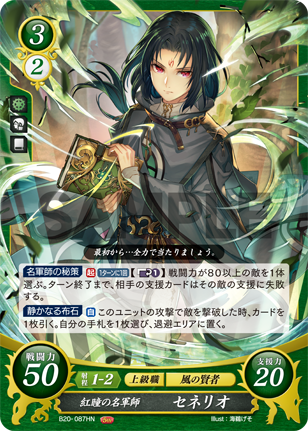 3
2
SAMPLE
最初から…全力で当たりましょう。
名軍師の秘策 起 1ターンに1回 【1】戦闘力が80以上の敵を1体
選ぶ。ターン終了まで、相手の支援カードはその敵の支援に失敗
する。
静かなる布石 自 このユニットの攻撃で敵を撃破した時、カードを
1枚引く。自分の手札を1枚選び、退避エリアに置く。
戦闘力
50
射程 1-2 上級職 風の賢者
支援力
20
紅瞳の名軍師 セネリオ
B20-087HN
Illust:海鵜げそ